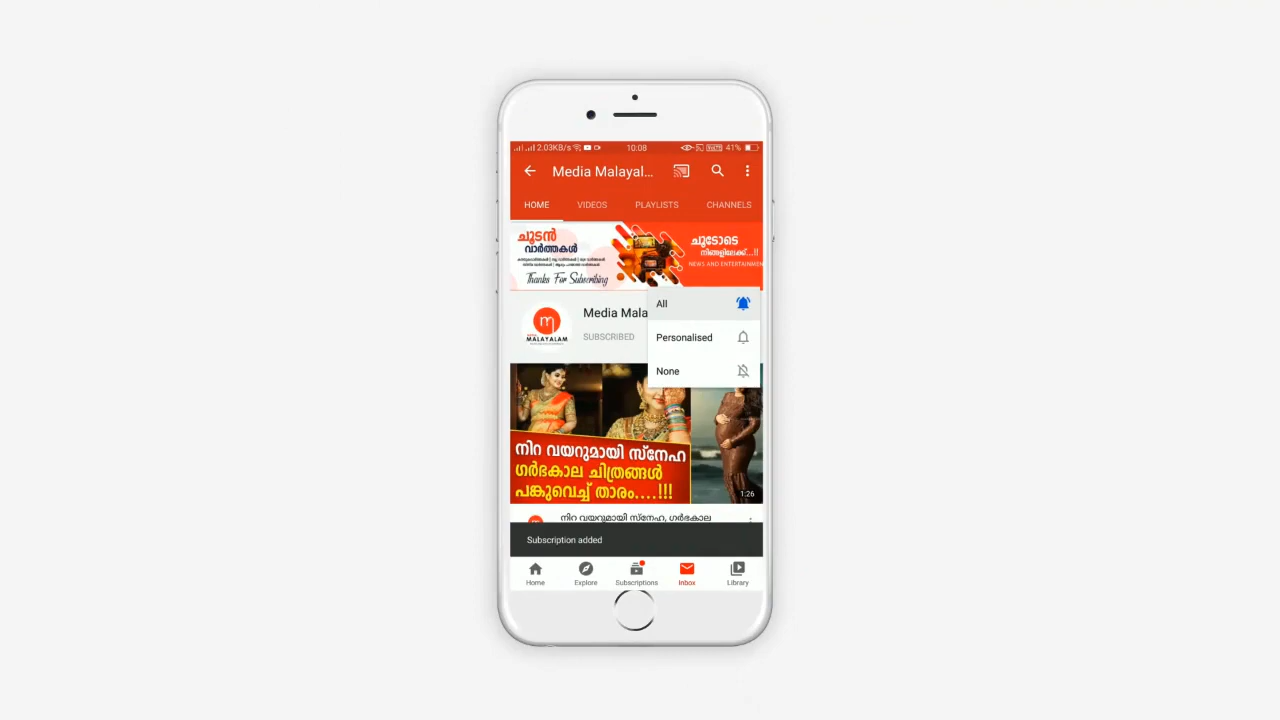 2.03KB/s
10:08
41%
Media Malayal...
HOME VIDEOS PLAYLISTS CHANNELS
ചൂടൻ
വാർത്തകൾ
Thanks For Subscribing
ചൂടോടെ
നിങ്ങളിലേക്ക്...!!
NEWS AND ENTERTAINMEN
m
MALAYALAM
Media Mala
SUBSCRIBED
All
Personalised
None
നിറ വയറുമായി സ്നേഹ
ഗർഭകാല ചിത്രങ്ങൾ
പങ്കുവെച്ച് താരം....!!!
1:26
നിറ വയറുമായി സ്നേഹ, ഗർഭകാല
Subscription added
Home Explore Subscriptions Inbox Library